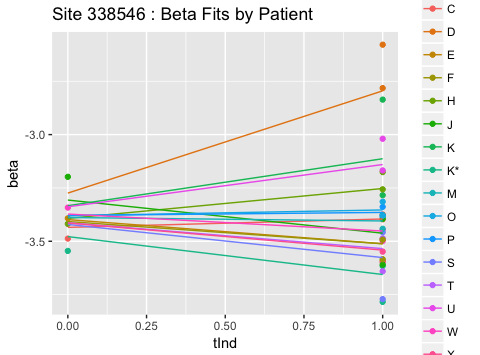 Site 338546 : Beta Fits by Patient
beta
-3.0
-3.5
0.00 0.25 0.50 0.75 1.00
tInd
C
D
E
F
H
J
K
K*
M
O
P
S
T
U
W